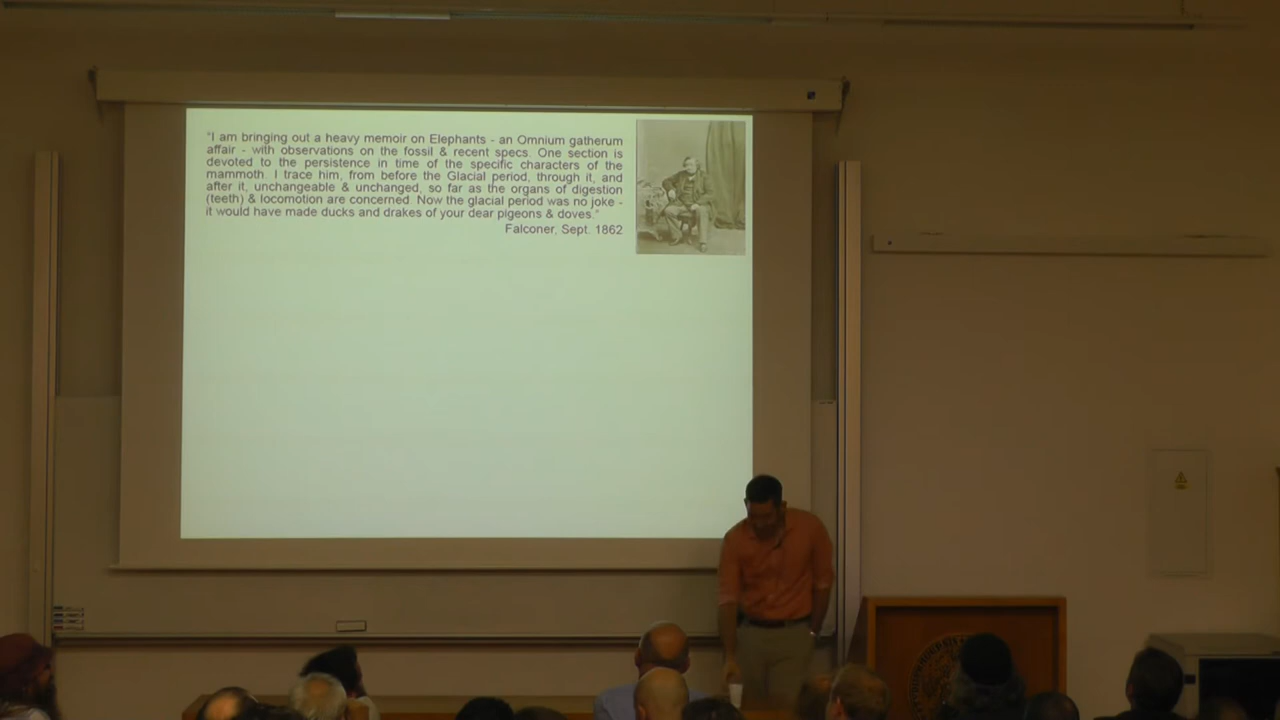 "I am bringing out a heavy memoir on Elephants - an Omnium gatherum
affair - with observations on the fossil & recent specs. One section is
devoted to the persistence in time of the specific characters of the
mammoth. I trace him, from before the Glacial period, through it, and
after it, unchangeable & unchanged, so far as the organs of digestion
(teeth) & locomotion are concerned. Now the glacial period was no joke -
it would have made ducks and drakes of your dear pigeons & doves."
Falconer, Sept. 1862